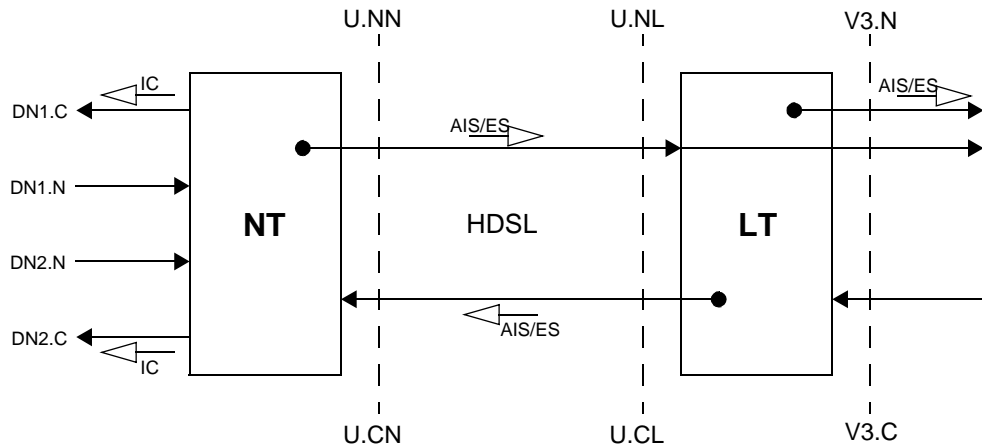 U.NN
U.NL
V3.N
IC
AIS/ES
DN1.C
AIS/ES
DN1.N
NT
HDSL
LT
DN2.N
AIS/ES
DN2.C
IC
U.CN
U.CL
V3.C